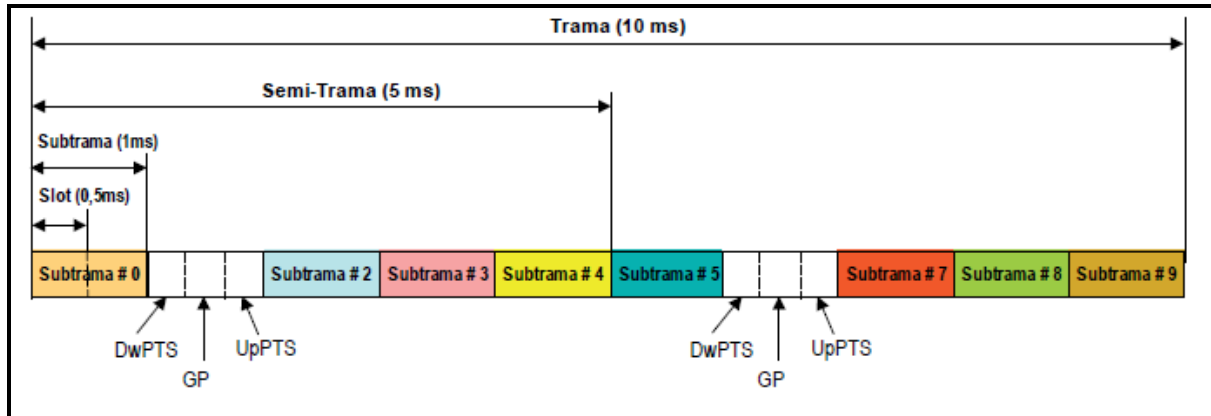 Trama (10 ms)
Semi-Trama (5 ms)
Subtrama (1ms)
Slot (0,5ms)
Subtrama # 0 Subtrama # 2 Subtrama # 3 Subtrama # 4 Subtrama # 5 Subtrama # 7 Subtrama # 8 Subtrama # 9
DwPTS UpPTS DwPTS UpPTS
GP GP